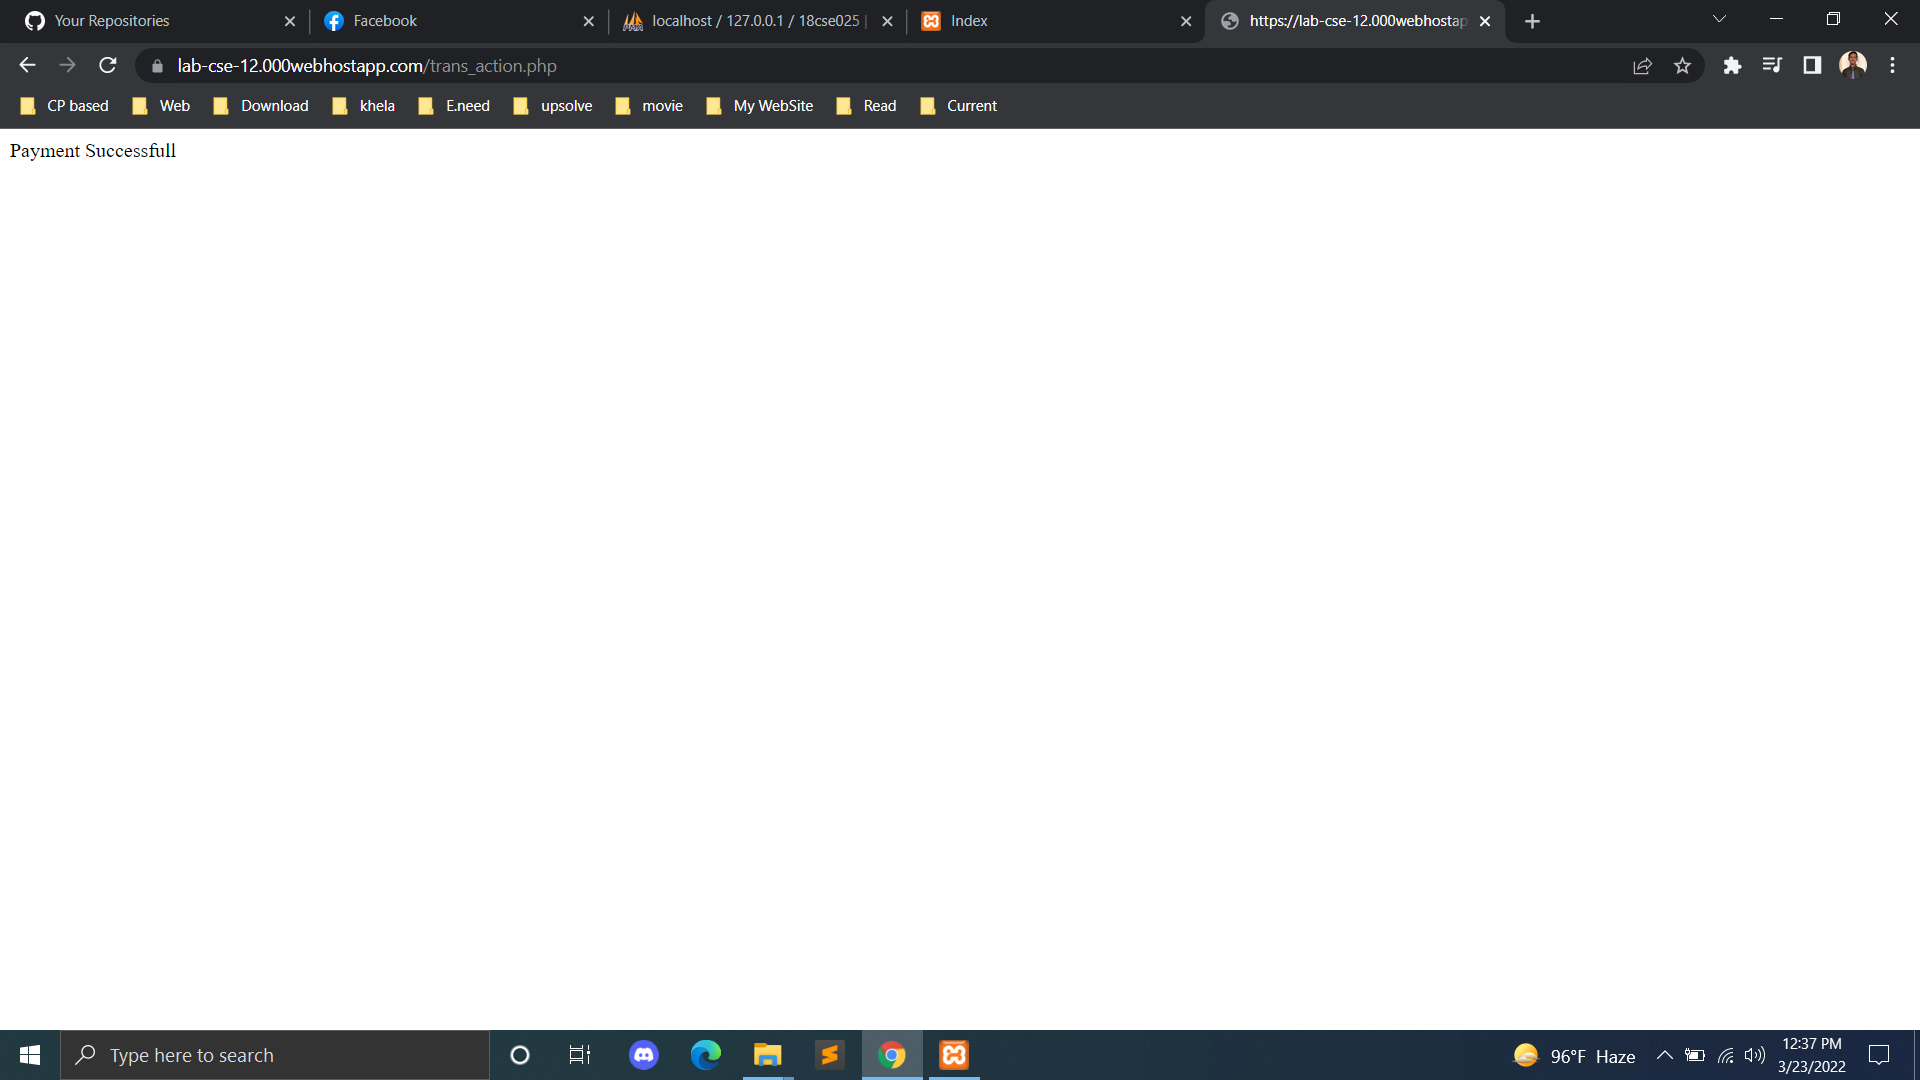 Your Repositories
Facebook
localhost / 127.0.0.1 / 18cse025 |
Index
https://lab-cse-12.000webhostap
lab-cse-12.000webhostapp.com/trans_action.php
CP based
Web
Download
khela
E.need
upsolve
movie
My WebSite
Read
Current
Payment Successfull
Type here to search
96°F Haze
12:37 PM
3/23/2022